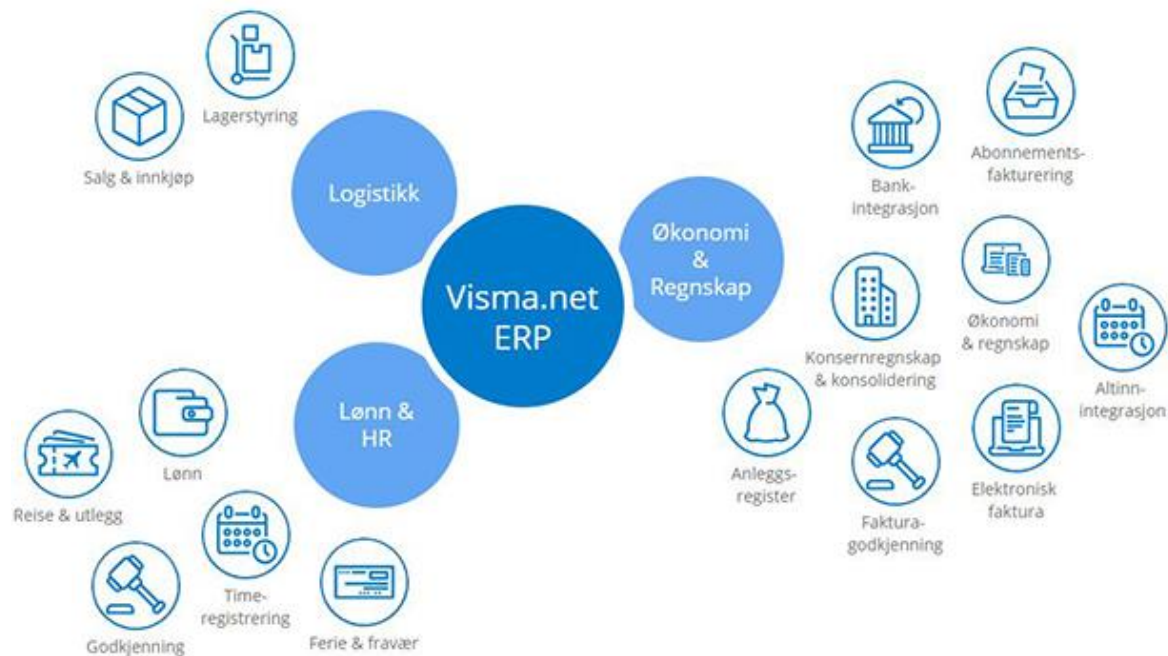 Lagerstyring
Salg & innkjøp
Logistikk
Visma.net
ERP
Økonomi
&
Regnskap
Bank-
integrasjon
Abonnements-
fakturering
Konsernregnskap
& konsolidering
Økonomi
& regnskap
Altinn-
integrasjon
Anleggs-
register
Faktura-
godkjenning
Elektronisk
faktura
Lønn &
HR
Lønn
Reise & utlegg
Time-
registrering
Godkjenning
Ferie & fravær